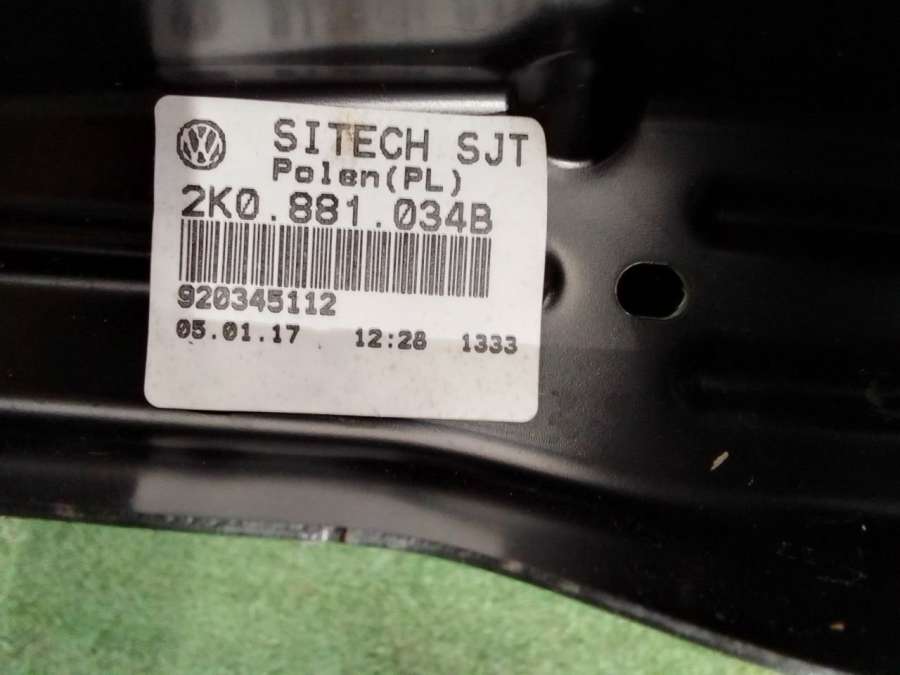 SITECH SJT
Polen(PL)
2K0.881.034B
920345112
05.01.17 12:28 1333